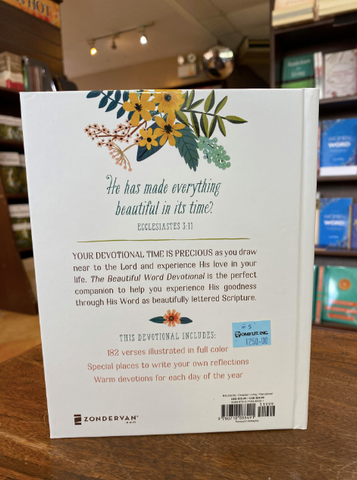 He has made everything
beautiful in its time.
ECCLESIASTES 3:11
YOUR DEVOTIONAL TIME IS PRECIOUS as you draw
near to the Lord and experience His love in your
life. The Beautiful Word Devotional is the perfect
companion to help you experience His goodness
through His Word as beautifully lettered Scripture.
THIS DEVOTIONAL INCLUDES:
182 verses illustrated in full color
Special places to write your own reflections
Warm devotions for each day of the year
1250-00
ZONDERVAN
.com
WORD
WORD